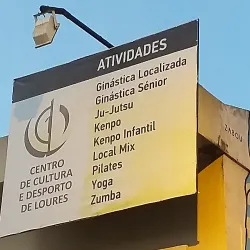 ATIVIDADES
Ginástica Localizada
Ginástica Sénior
Ju-Jutsu
Kenpo
Kenpo Infantil
Local Mix
Pilates
Yoga
Zumba
CENTRO
DE CULTURA
E DESPORTO
DE LOURES